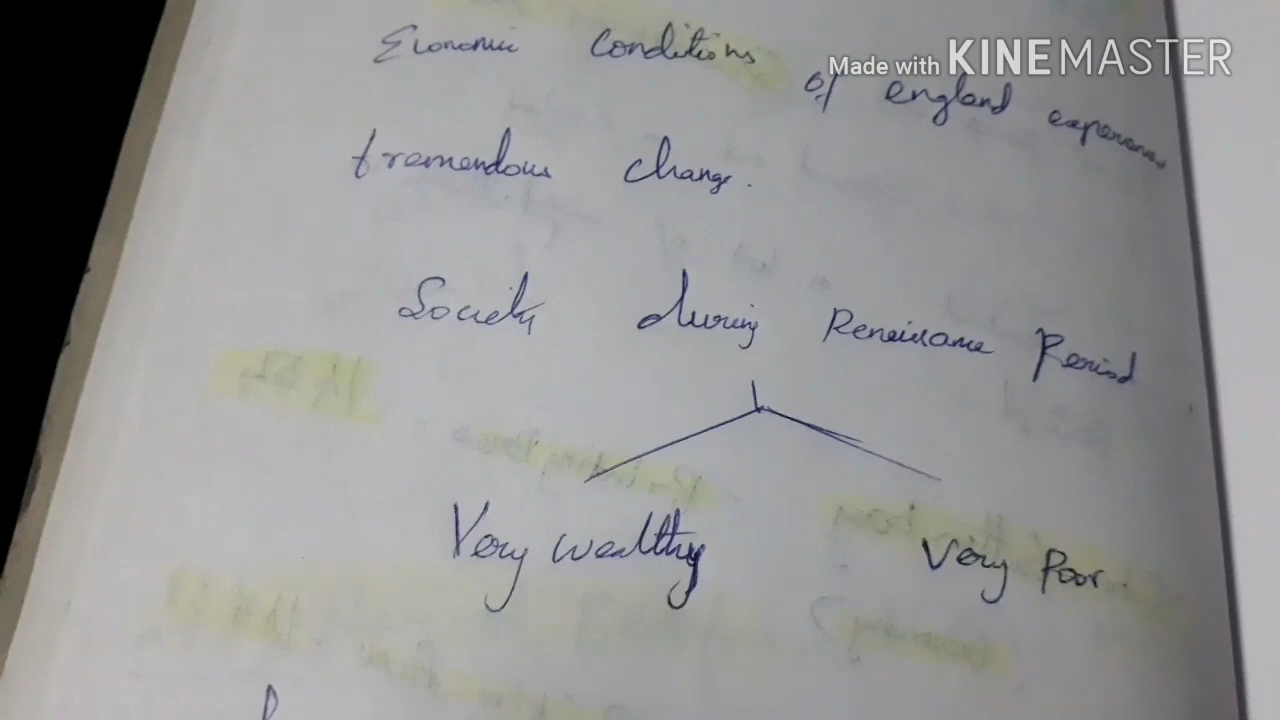 Made with KINEMASTER
Economic Conditions of england
tremendous change.
Society during Renaissance Period
Very wealthy
Very Poor.